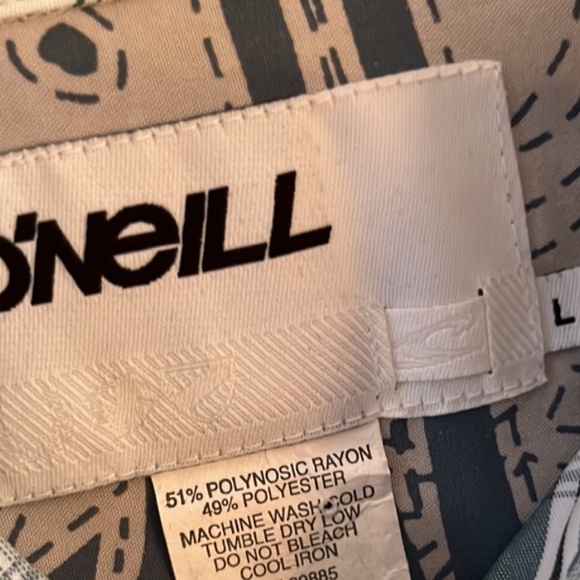 O'NEILL
L
51% POLYNOSIC RAYON
49% POLYESTER
MACHINE WASH COLD
TUMBLE DRY LOW
DO NOT BLEACH
COOL IRON